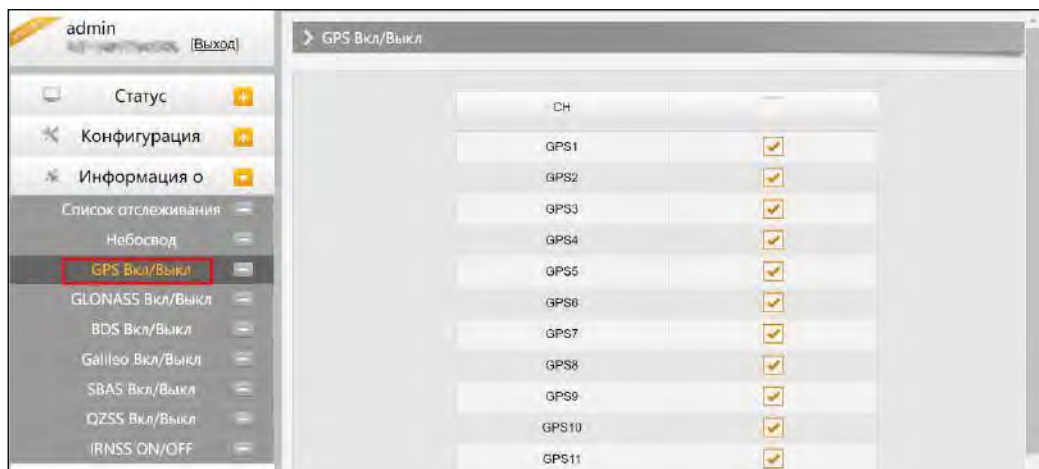 admin
[Выход]
Статус
Конфигурация
Информация о
Список отслеживания
Небосвод
GPS Вкл/Выкл
GLONASS Вкл/Выкл
BDS Вкл/Выкл
Galileo Вкл/Выкл
SBAS Вкл/Выкл
QZSS Вкл/Выкл
IRNSS ON/OFF
GPS Вкл/Выкл
CH
GPS1
GPS2
GPS3
GPS4
GPS5
GPS6
GPS7
GPS8
GPS9
GPS10
GPS11